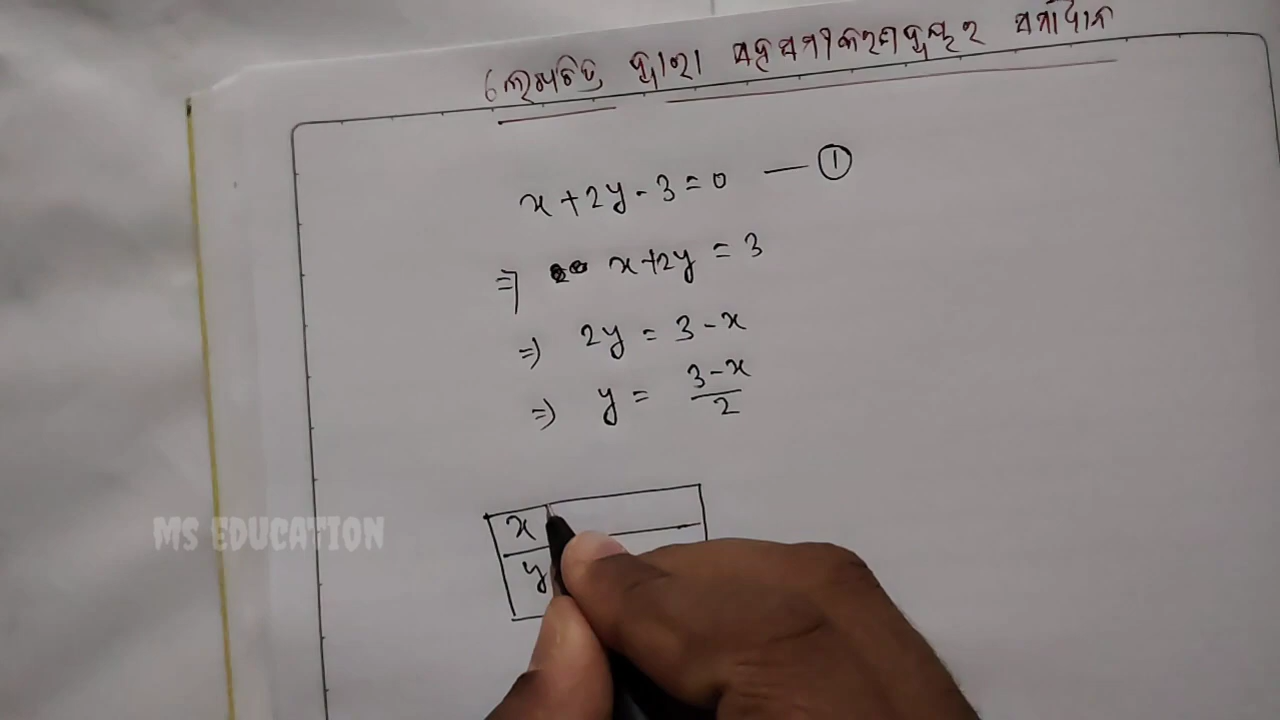 ଲେଖଚିତ୍ର ଦ୍ୱାରା ସହସମୀକରଣଦ୍ୱୟର ସମାଧାନ
x + 2y - 3 = 0 — ①
⇒ x + 2y = 3
⇒ 2y = 3 - x
⇒ y = (3 - x)/2
x
y
MS EDUCATION